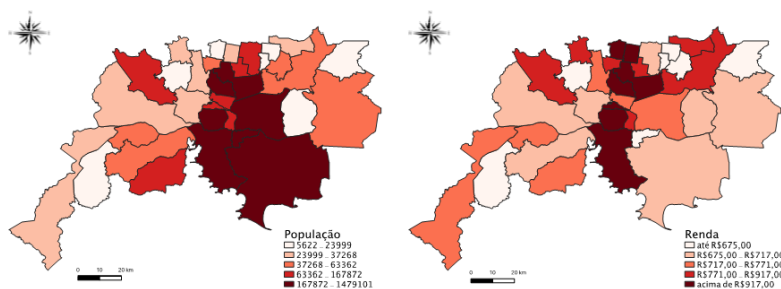 População
5622 - 23999
23999 - 37268
37268 - 63362
63362 - 167872
167872 - 1479101
0 10 20 km
Renda
até R$675,00
R$675,00 - R$717,00
R$717,00 - R$771,00
R$771,00 - R$917,00
acima de R$917,00
0 10 20 km